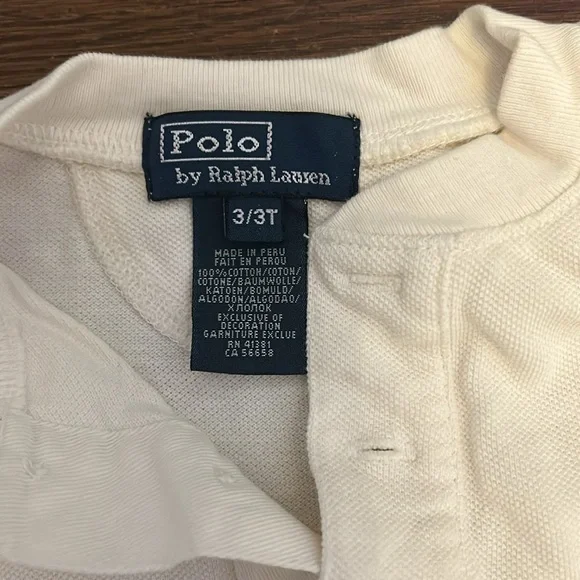 Polo
by Ralph Lauren
3/3T
MADE IN PERU
FAIT EN PEROU
100% COTTON/COTON/
COTONE/BAUMWOLLE/
KATOEN/BOMULD/
ALGODON/ALGODAO/
ХЛОПОК
EXCLUSIVE OF
DECORATION
GARNITURE EXCLUE
RN 41381
CA 56658